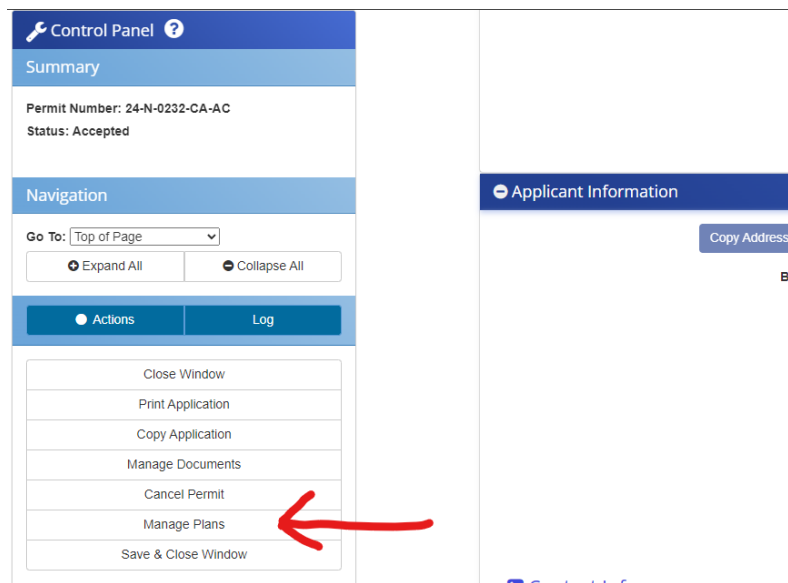 Control Panel ?
Summary
Permit Number: 24-N-0232-CA-AC
Status: Accepted
Navigation
Go To: Top of Page
Expand All
Collapse All
Actions
Log
Close Window
Print Application
Copy Application
Manage Documents
Cancel Permit
Manage Plans
Save & Close Window
Applicant Information
Copy Address
B